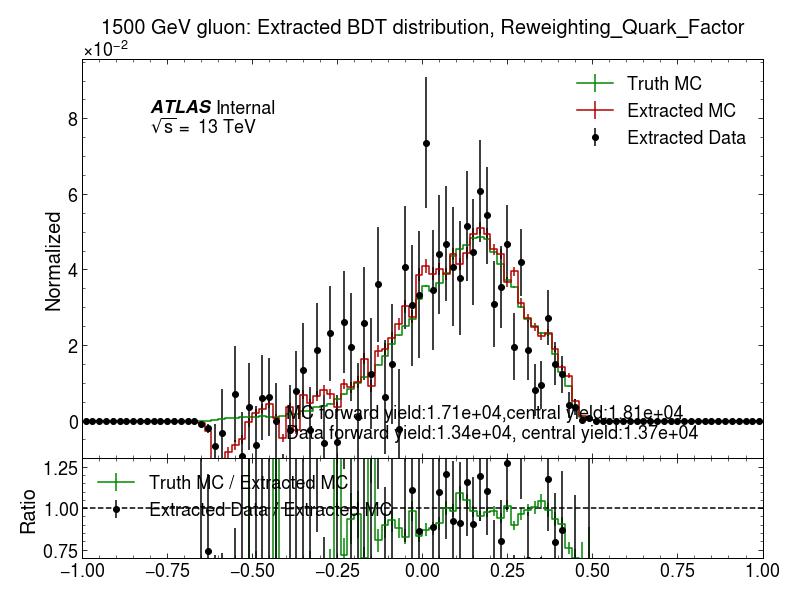 1500 GeV gluon: Extracted BDT distribution, Reweighting_Quark_Factor
×10⁻²
ATLAS Internal
√s = 13 TeV
Truth MC
Extracted MC
Extracted Data
Normalized
8
6
4
2
0
MC forward yield:1.71e+04,central yield:1.81e+04
Data forward yield:1.34e+04, central yield:1.37e+04
Ratio
1.25
1.00
0.75
Truth MC / Extracted MC
Extracted Data / Extracted MC
−1.00 −0.75 −0.50 −0.25 0.00 0.25 0.50 0.75 1.00